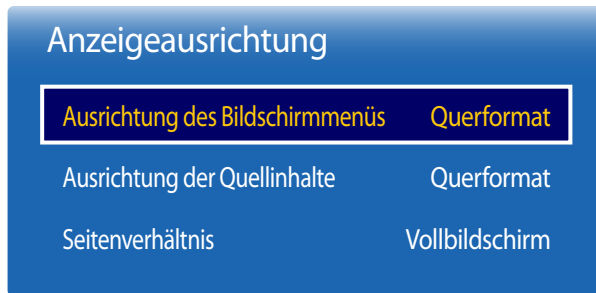 Anzeigeausrichtung
Ausrichtung des Bildschirmmenüs Querformat
Ausrichtung der Quellinhalte Querformat
Seitenverhältnis Vollbildschirm